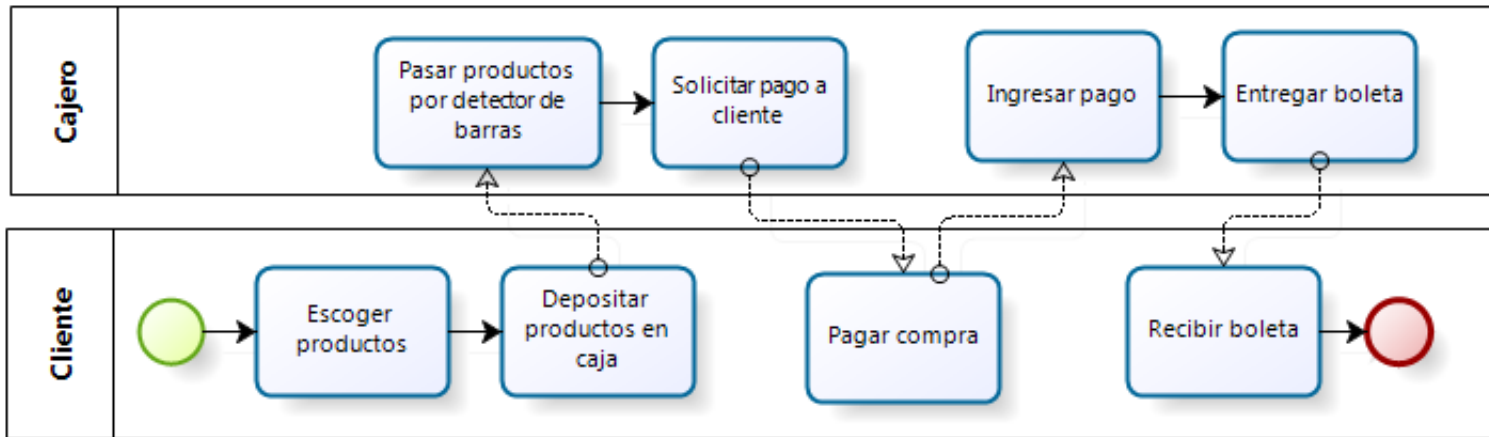 Cajero
Pasar productos
por detector de
barras
Solicitar pago a
cliente
Ingresar pago
Entregar boleta
Cliente
Escoger
productos
Depositar
productos en
caja
Pagar compra
Recibir boleta